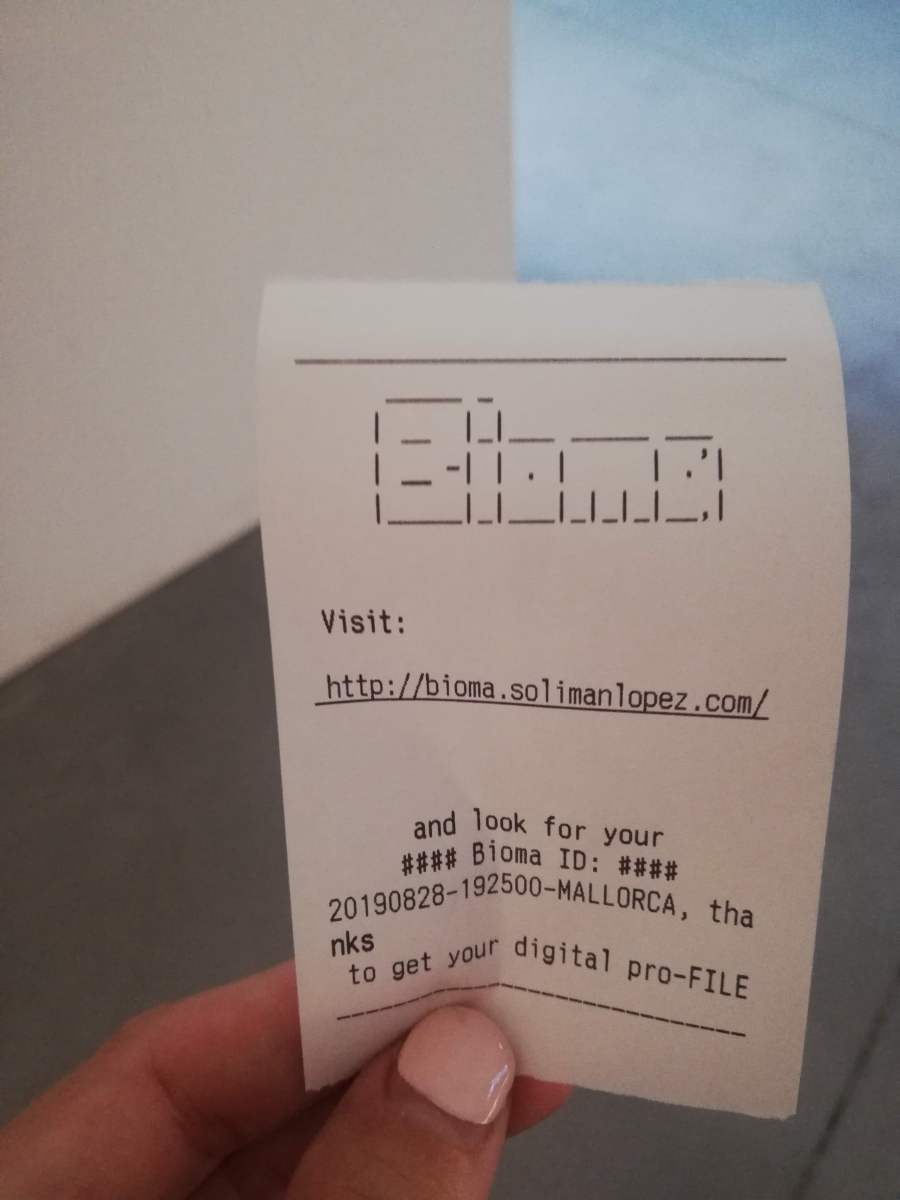 Bioma
Visit:
http://bioma.solimanlopez.com/
and look for your
#### Bioma ID: ####
20190828-192500-MALLORCA, tha
nks
to get your digital pro-FILE